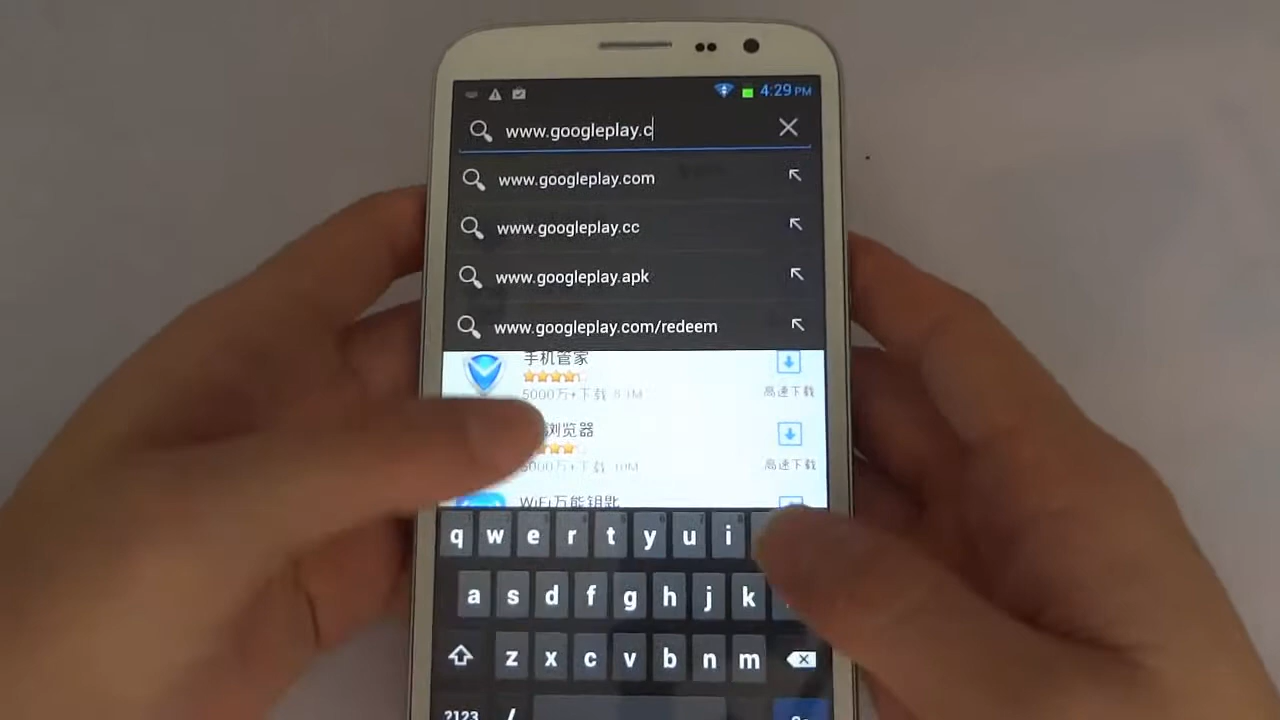 4:29 PM
www.googleplay.c
www.googleplay.com
www.googleplay.cc
www.googleplay.apk
www.googleplay.com/redeem
手机管家
5000万+下载 8.1M
高速下载
浏览器
5000万+下载 10M
高速下载
WiFi万能钥匙
q w e r t y u i
a s d f g h j k
z x c v b n m
?123 /